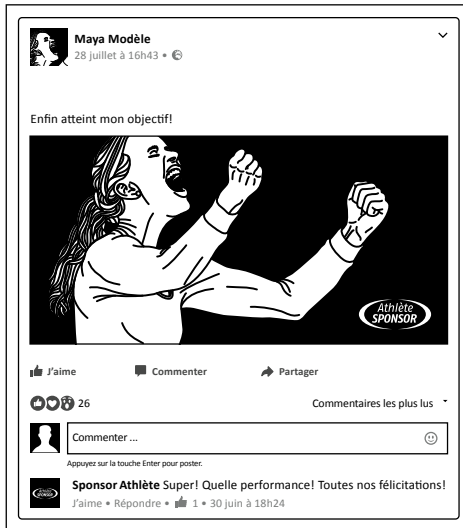 Maya Modèle
28 juillet à 16h43 •
Enfin atteint mon objectif!
Athlète
SPONSOR
J'aime Commenter Partager
26 Commentaires les plus lus
Commenter ...
Appuyez sur la touche Enter pour poster.
Sponsor Athlète Super! Quelle performance! Toutes nos félicitations!
J'aime • Répondre • 1 • 30 juin à 18h24